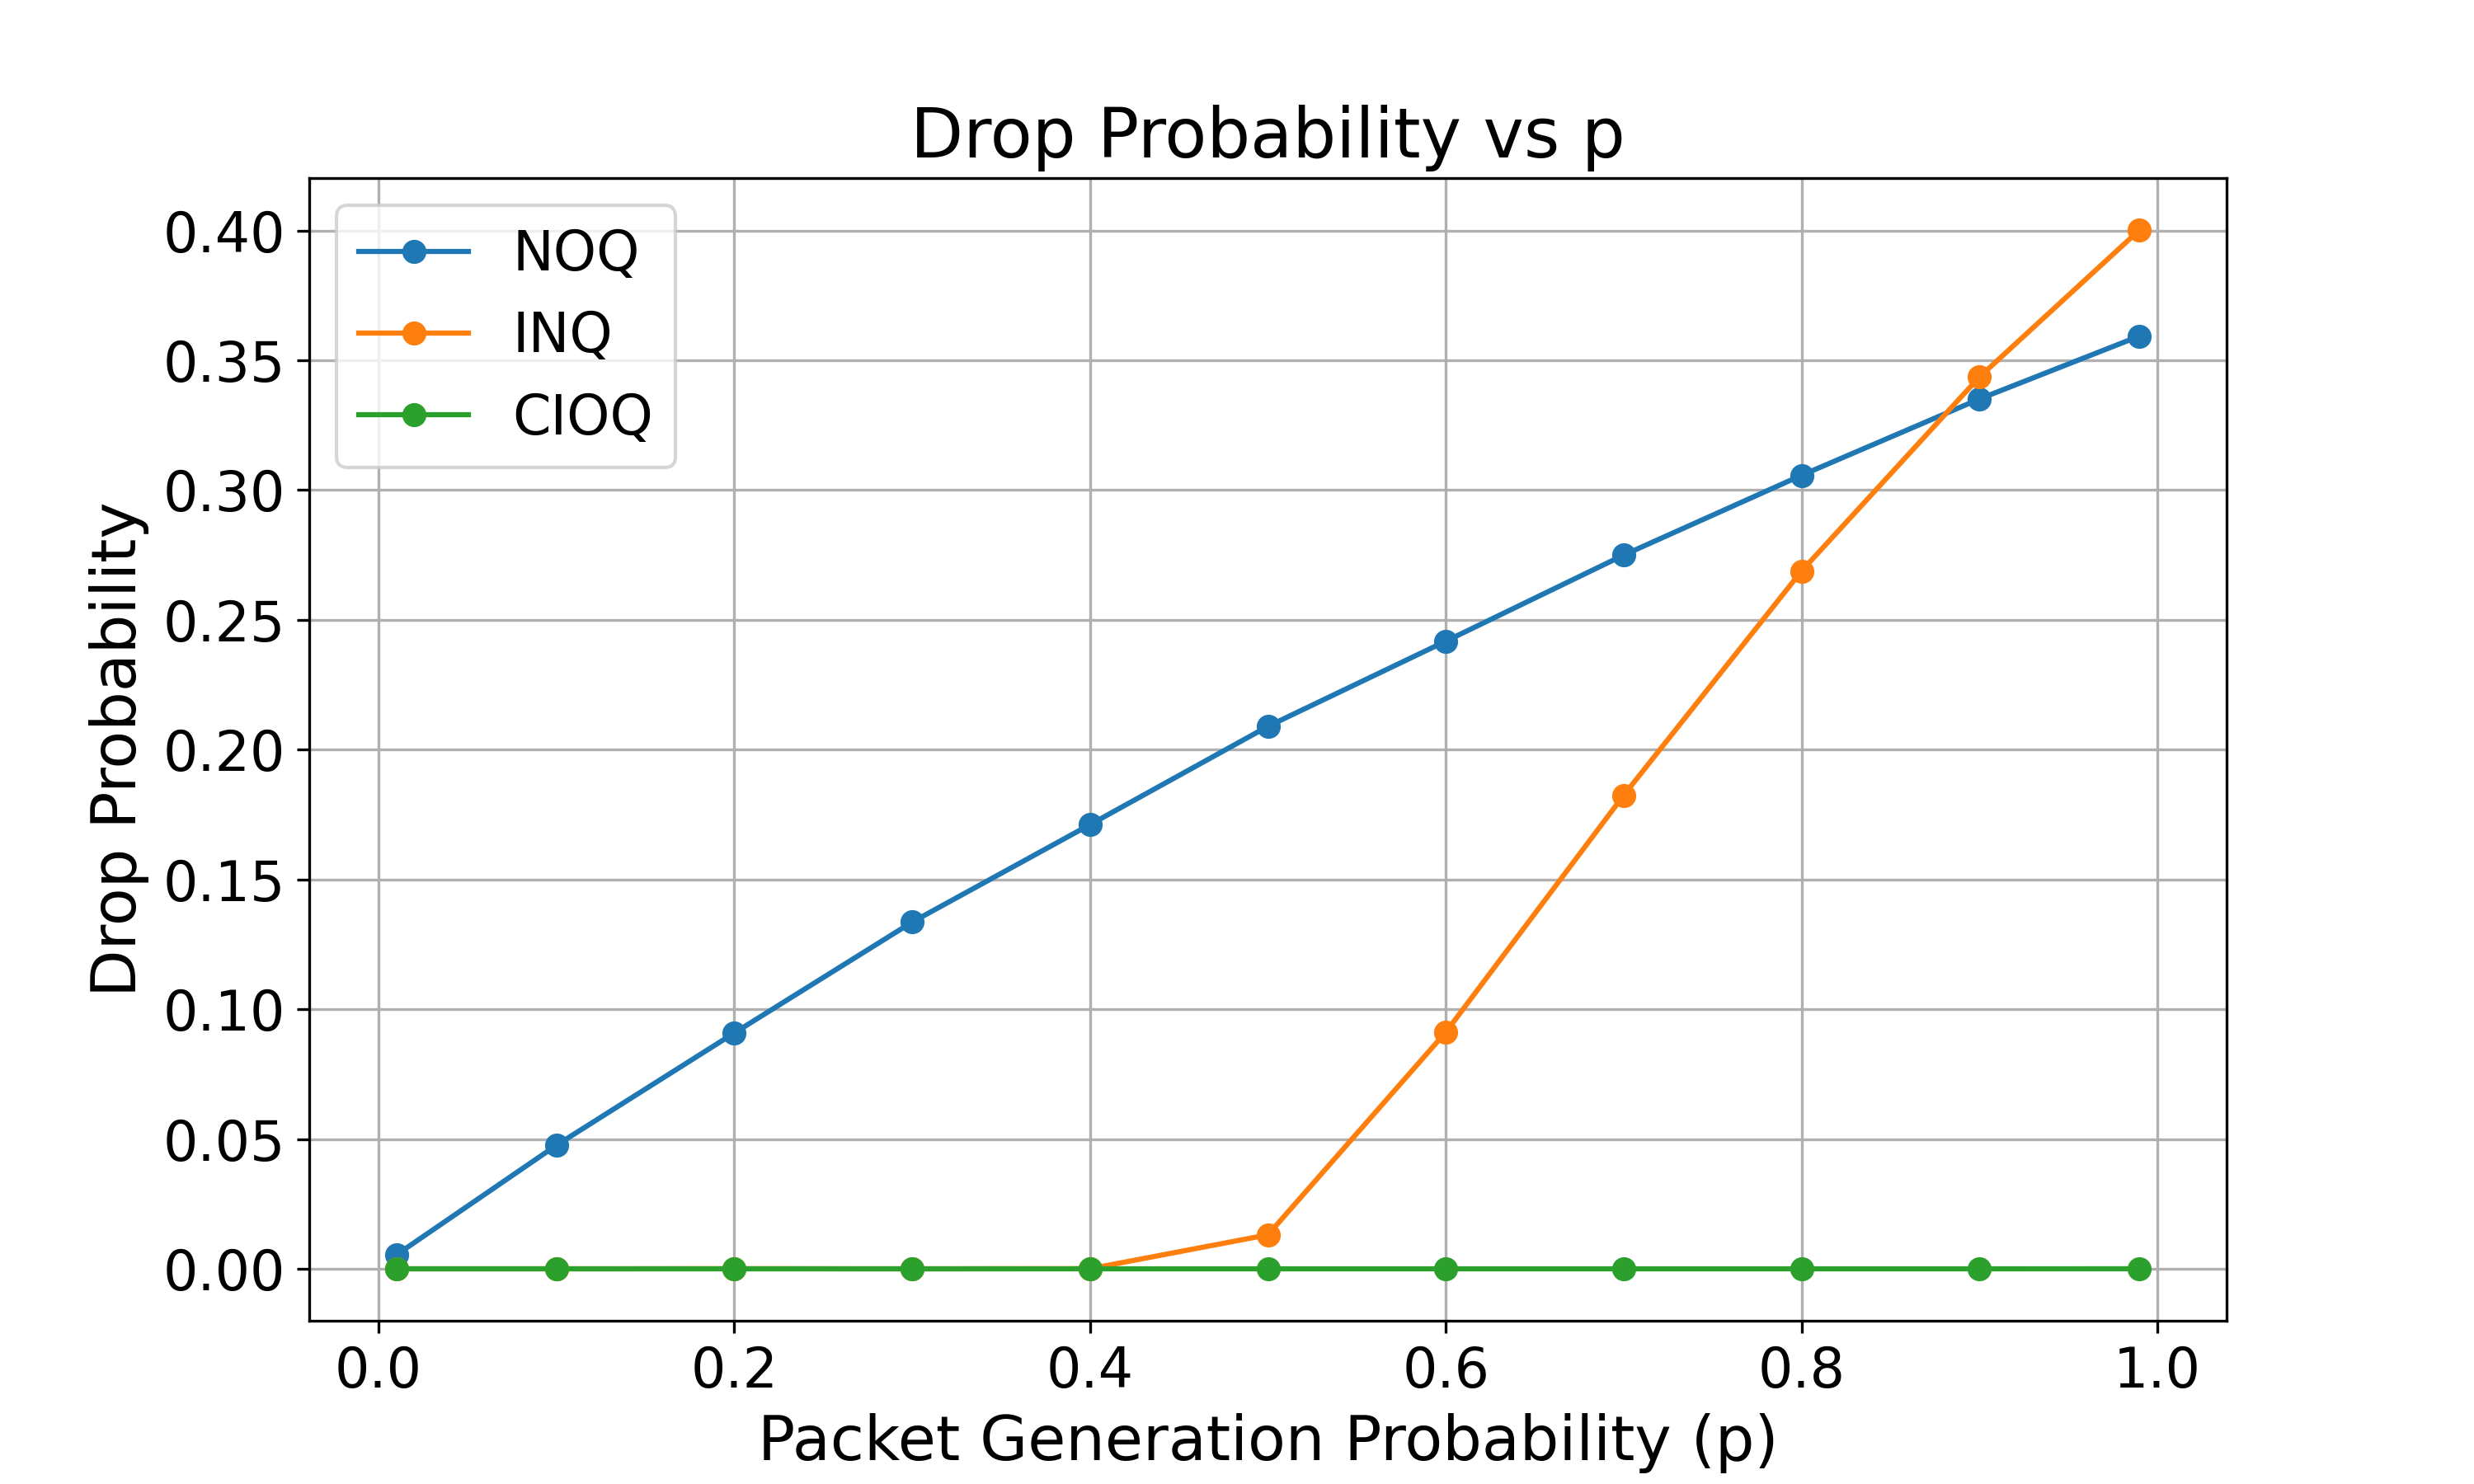 Drop Probability vs p
NOQ
INQ
CIOQ
Drop Probability
0.40
0.35
0.30
0.25
0.20
0.15
0.10
0.05
0.00
0.0 0.2 0.4 0.6 0.8 1.0
Packet Generation Probability (p)